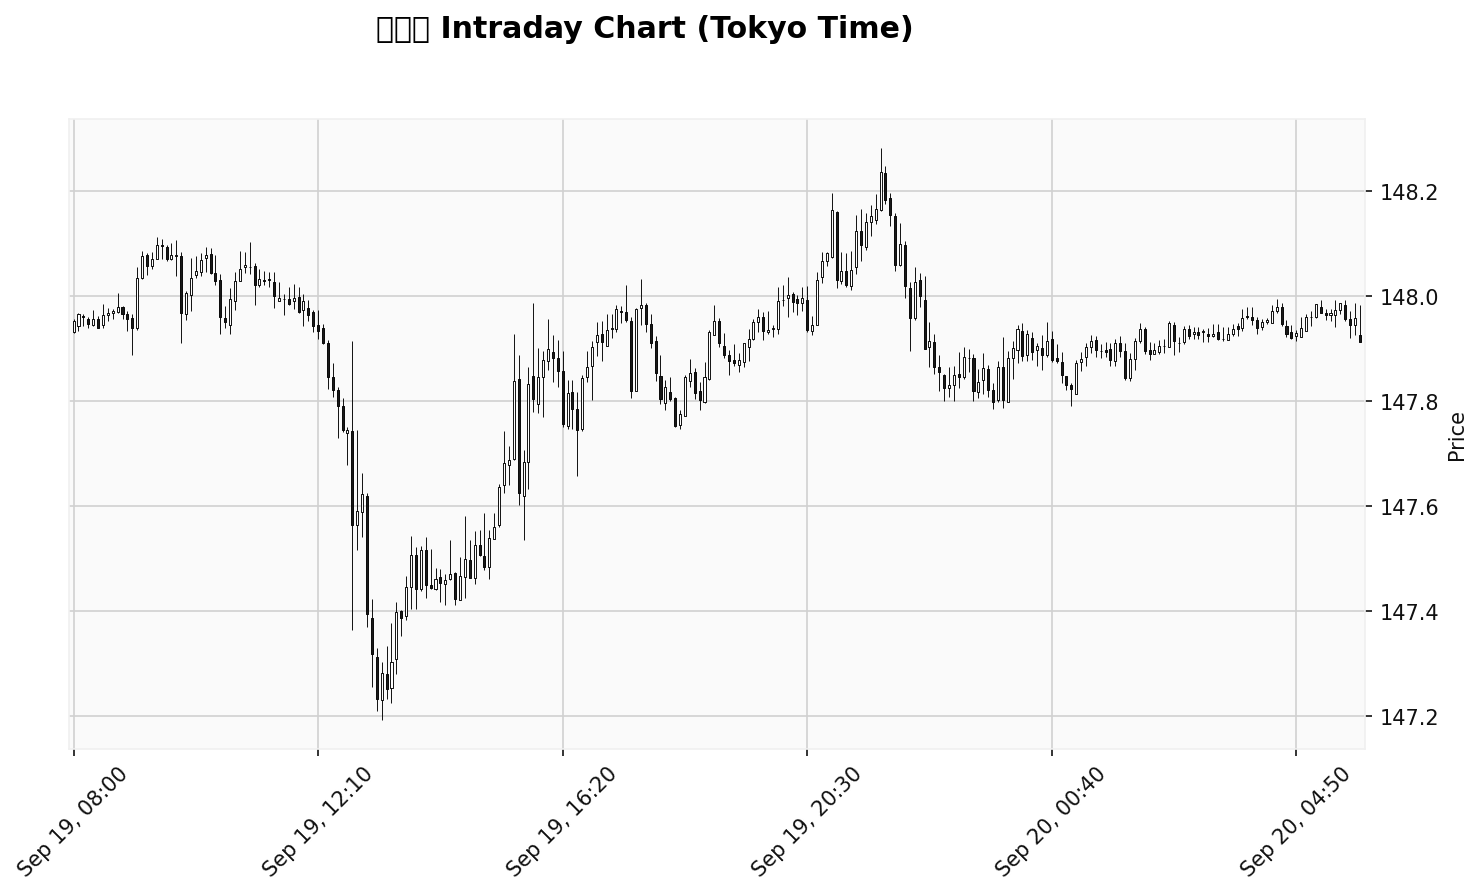 Intraday Chart (Tokyo Time)
148.2
148.0
147.8
147.6
147.4
147.2
Price
Sep 19, 08:00
Sep 19, 12:10
Sep 19, 16:20
Sep 19, 20:30
Sep 20, 00:40
Sep 20, 04:50